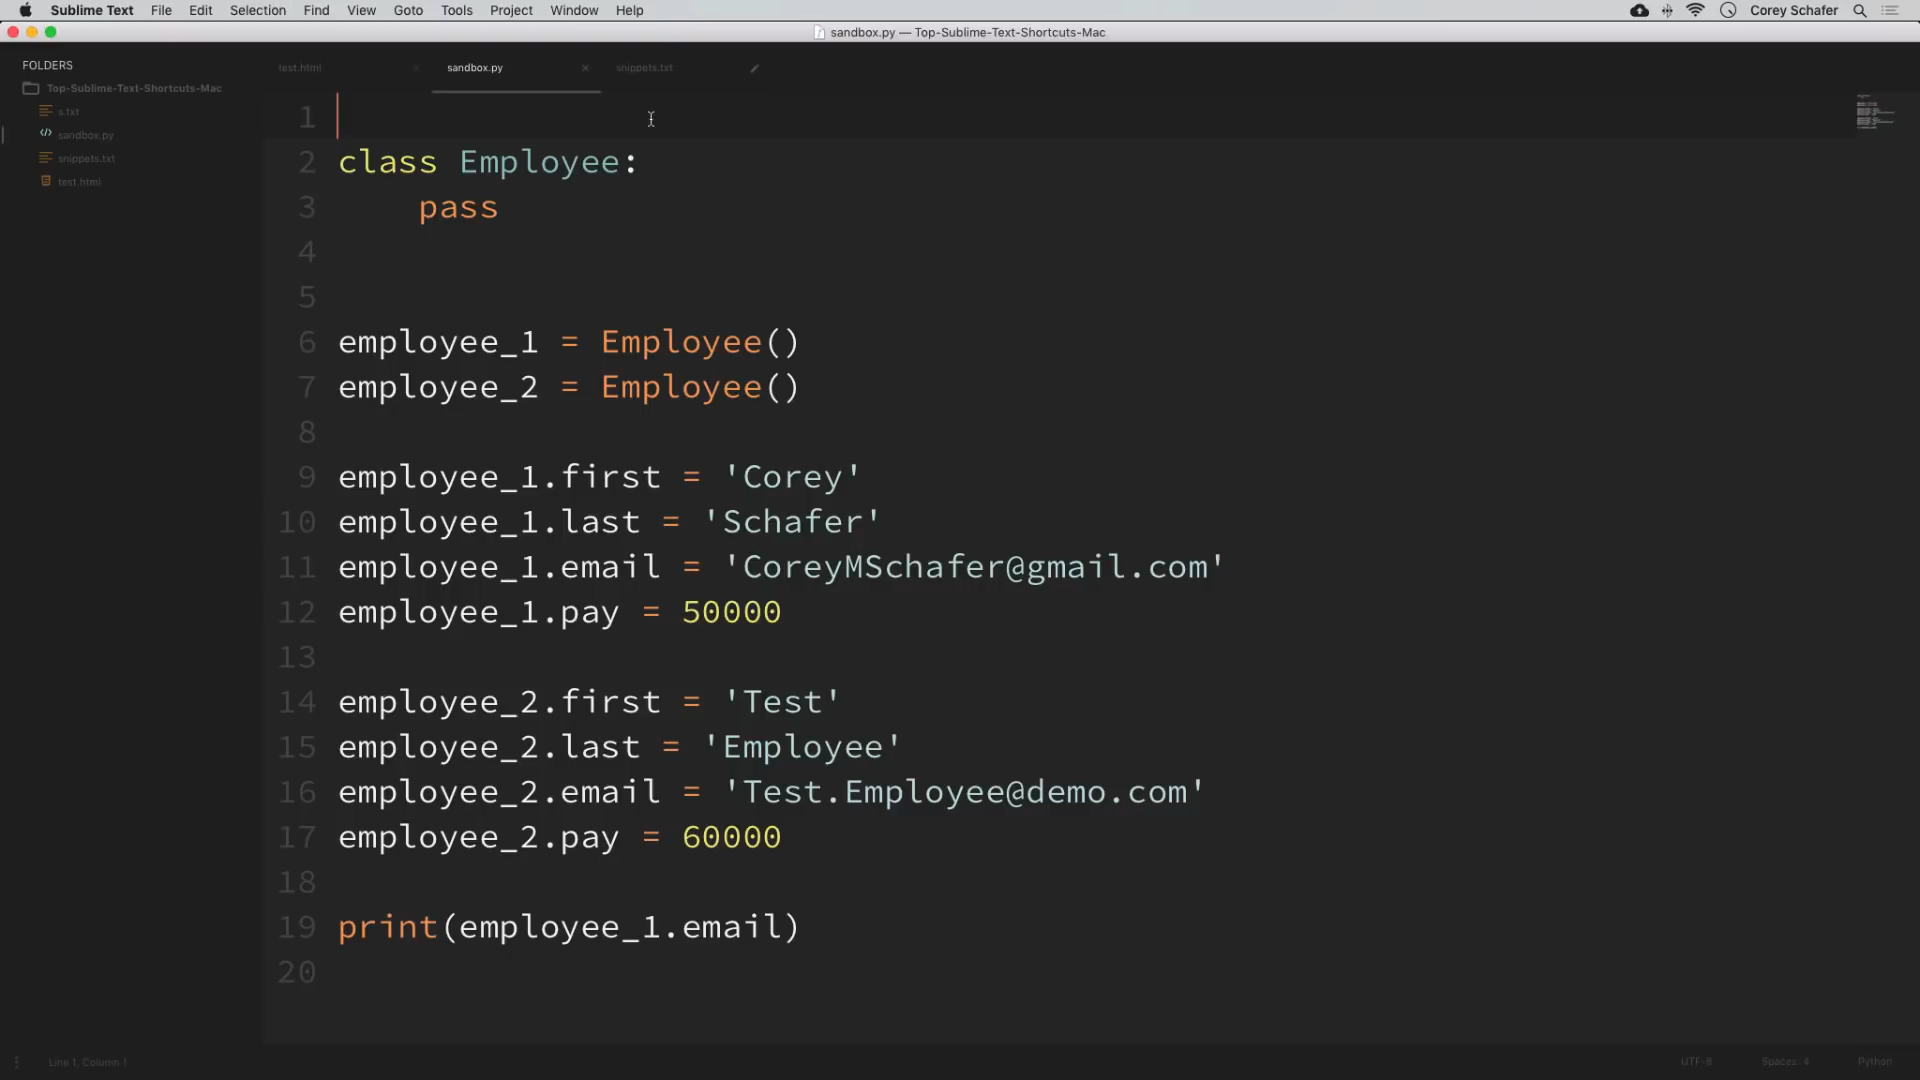 Sublime Text File Edit Selection Find View Goto Tools Project Window Help Corey Schafer
sandbox.py — Top-Sublime-Text-Shortcuts-Mac
FOLDERS
Top-Sublime-Text-Shortcuts-Mac
s.txt
sandbox.py
snippets.txt
test.html
test.html sandbox.py snippets.txt
1
2 class Employee:
3     pass
4
5
6 employee_1 = Employee()
7 employee_2 = Employee()
8
9 employee_1.first = 'Corey'
10 employee_1.last = 'Schafer'
11 employee_1.email = 'CoreyMSchafer@gmail.com'
12 employee_1.pay = 50000
13
14 employee_2.first = 'Test'
15 employee_2.last = 'Employee'
16 employee_2.email = 'Test.Employee@demo.com'
17 employee_2.pay = 60000
18
19 print(employee_1.email)
20
Line 1, Column 1 UTF-8 Spaces: 4 Python